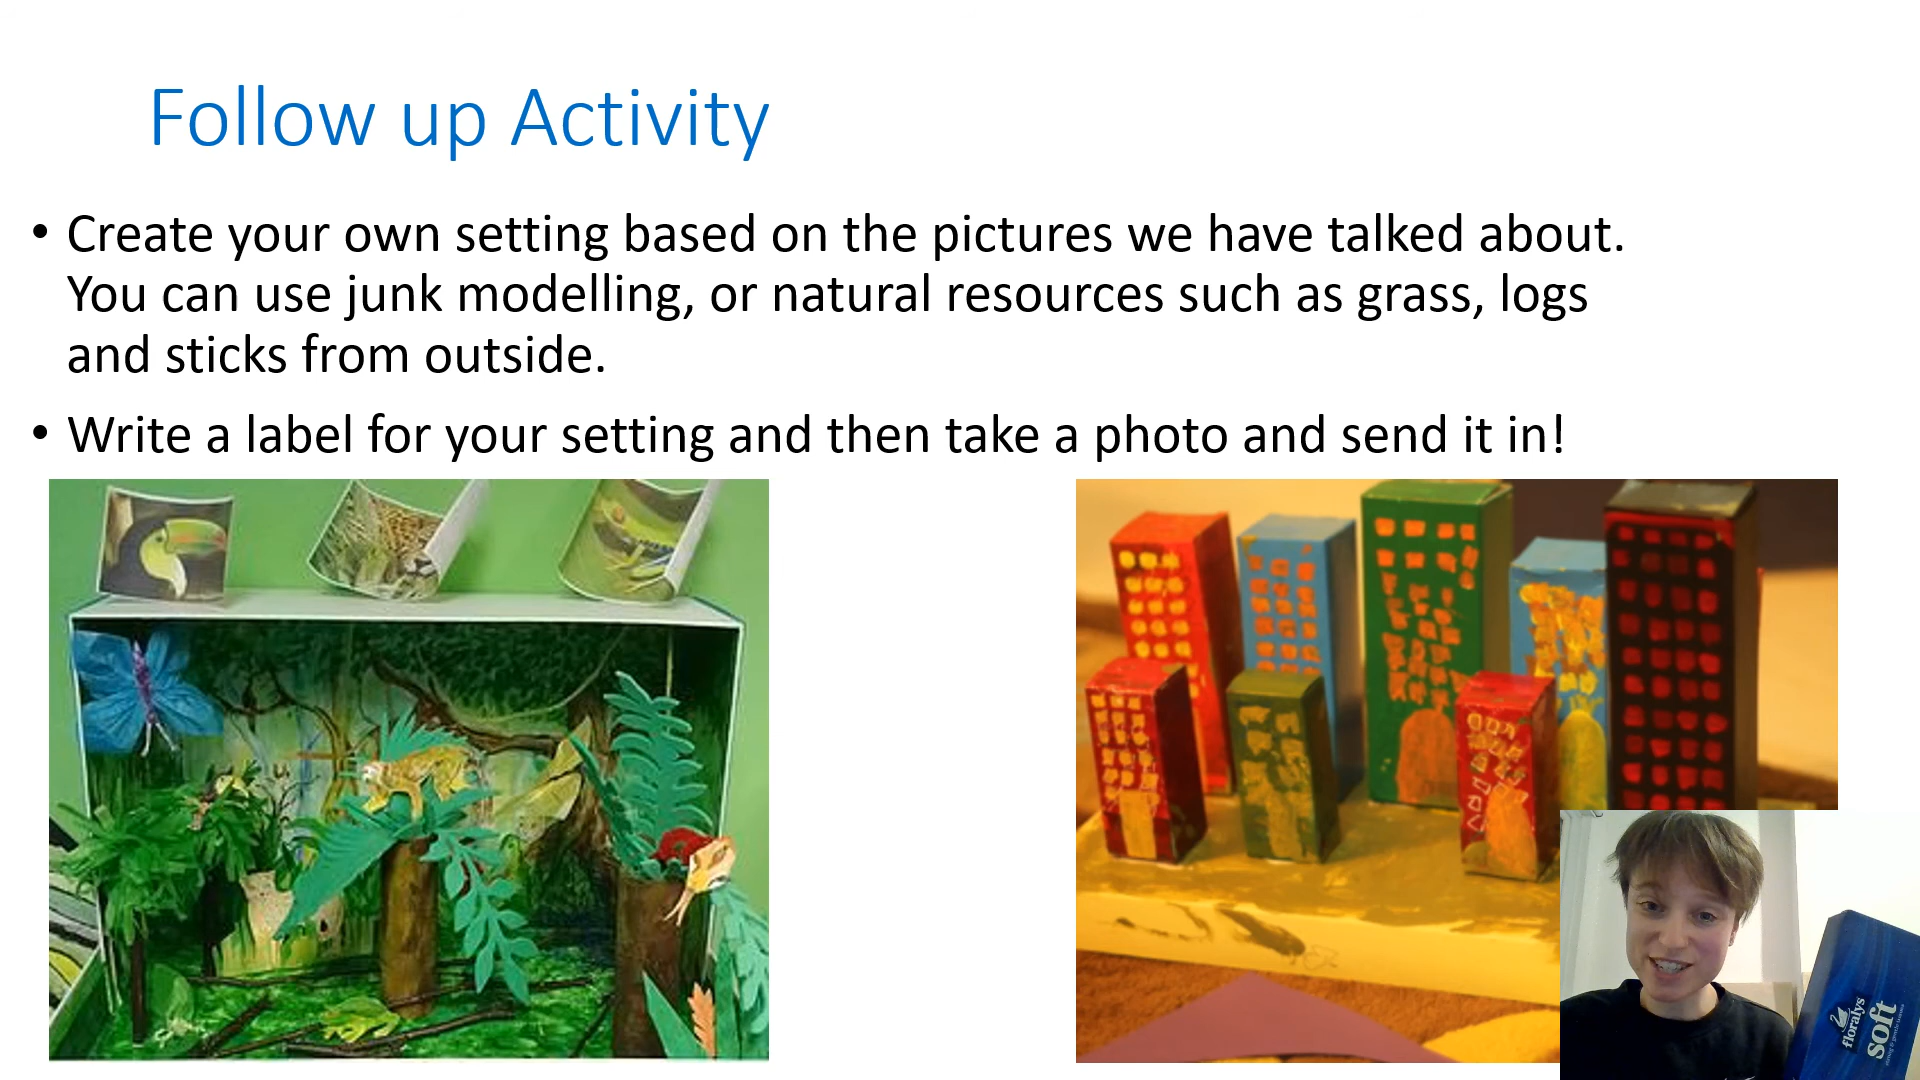 Follow up Activity
• Create your own setting based on the pictures we have talked about.
You can use junk modelling, or natural resources such as grass, logs
and sticks from outside.
• Write a label for your setting and then take a photo and send it in!
floralys
soft